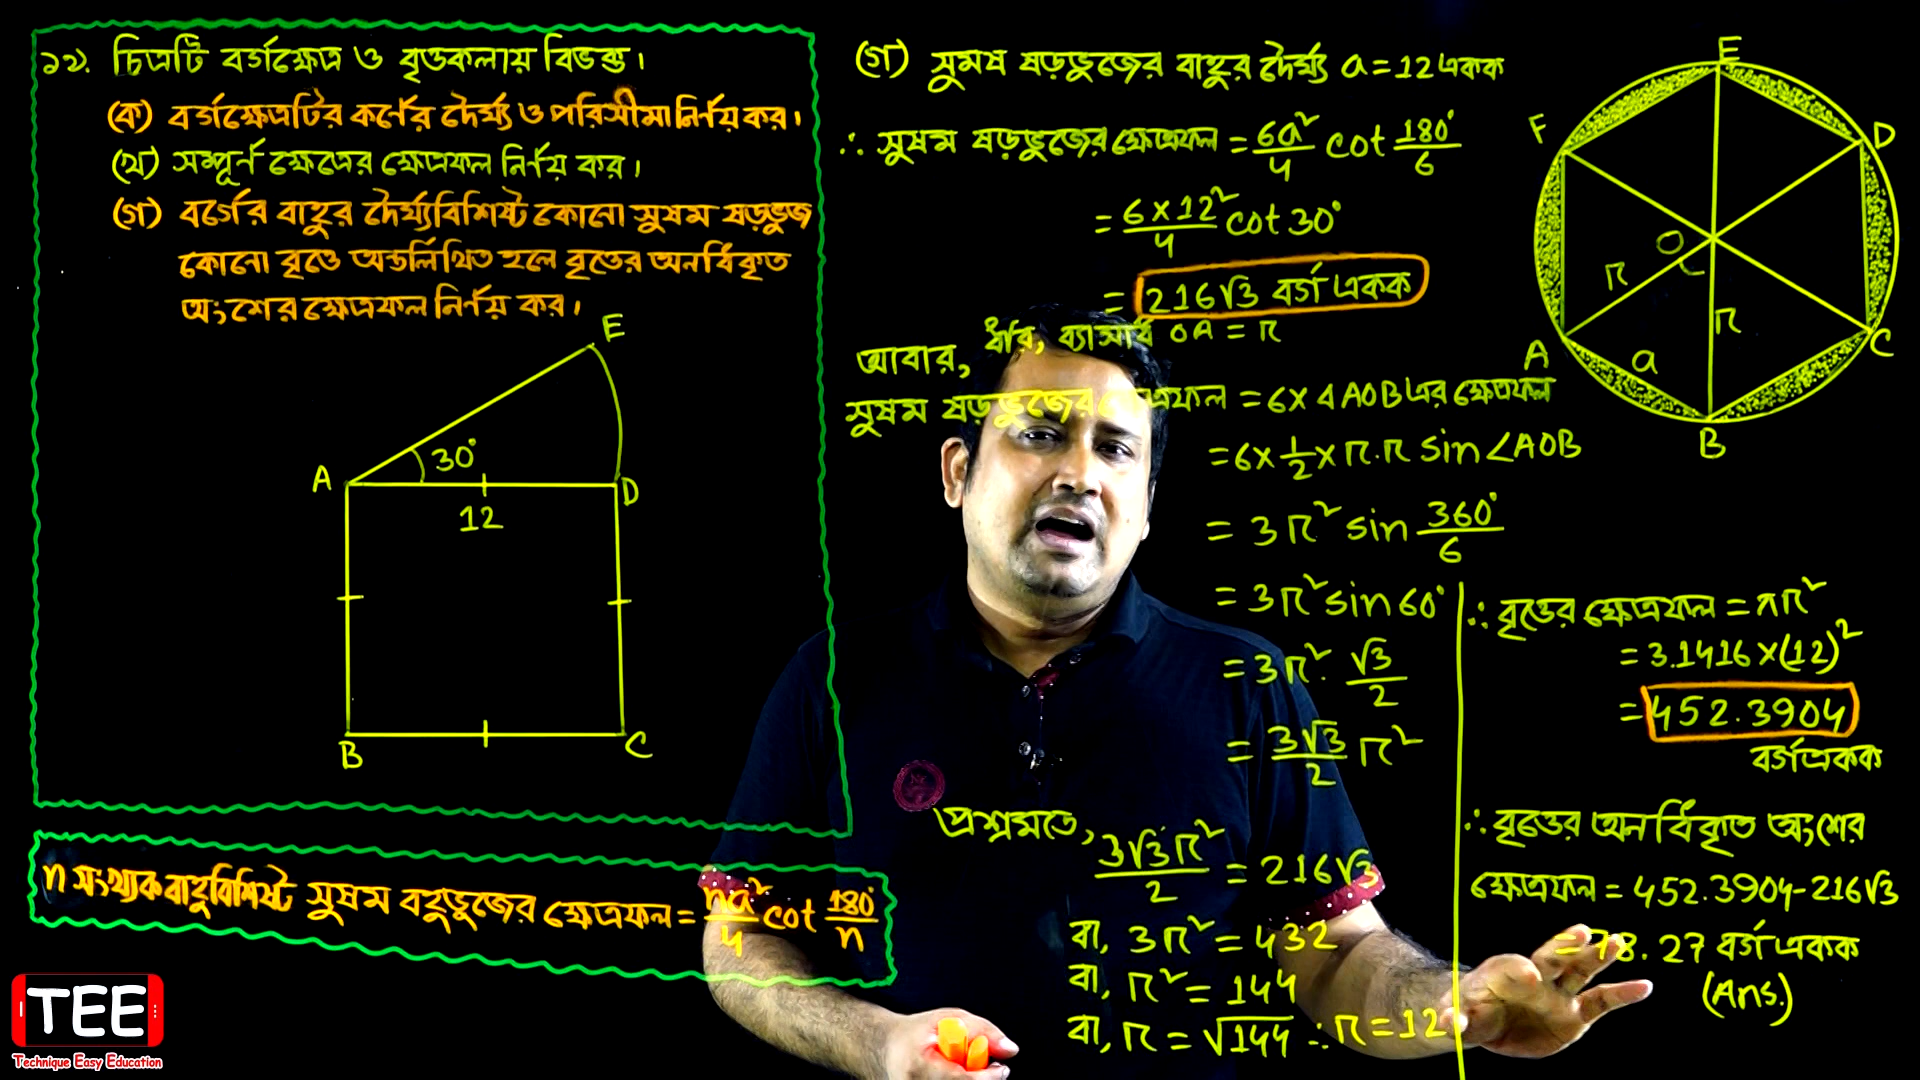 ১২. চিত্রটি বর্গক্ষেত্র ও বৃত্তকলায় বিভক্ত।
(ক) বর্গক্ষেত্রটির কর্ণের দৈর্ঘ্য ও পরিসীমা নির্ণয় কর।
(খ) সম্পূর্ণ ক্ষেত্রের ক্ষেত্রফল নির্ণয় কর।
(গ) বর্গের বাহুর দৈর্ঘ্যবিশিষ্ট কোনো সুষম ষড়ভুজ
কোনো বৃত্তে অন্তর্লিখিত হলে বৃত্তের অনধিকৃত
অংশের ক্ষেত্রফল নির্ণয় কর।
E
A 30° D
12
B C
n সংখ্যক বাহুবিশিষ্ট সুষম বহুভুজের ক্ষেত্রফল = na²/4 cot 180°/n
TEE
Technique Easy Education
(গ) সুষম ষড়ভুজের বাহুর দৈর্ঘ্য a = 12 একক
∴ সুষম ষড়ভুজের ক্ষেত্রফল = 6a²/4 cot 180°/6
= 6×12²/4 cot 30°
= 216√3 বর্গ একক
আবার, ধরি, ব্যাসার্ধ OA = r
সুষম ষড়ভুজের ক্ষেত্রফল = 6× ΔAOB এর ক্ষেত্রফল
= 6× 1/2 × r.r sin ∠AOB
= 3r² sin 360°/6
= 3r² sin 60°
= 3r². √3/2
= 3√3/2 r²
প্রশ্নমতে, 3√3r²/2 = 216√3
বা, 3r² = 432
বা, r² = 144
বা, r = √144 ∴ r = 12
E
F D
O
r r
A a C
B
∴ বৃত্তের ক্ষেত্রফল = πr²
= 3.1416×(12)²
= 452.3904
বর্গ একক
∴ বৃত্তের অনধিকৃত অংশের
ক্ষেত্রফল = 452.3904-216√3
= 78.27 বর্গ একক
(Ans.)